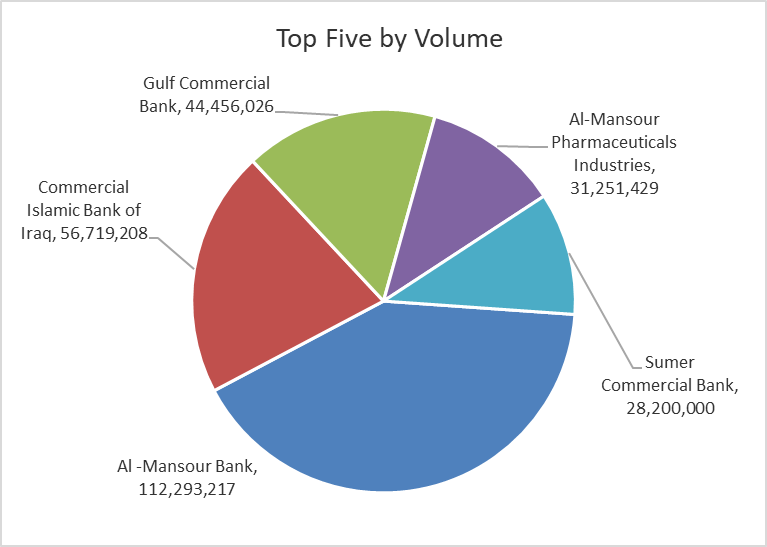 Top Five by Volume
Gulf Commercial
Bank, 44,456,026
Al-Mansour
Pharmaceuticals
Industries,
31,251,429
Commercial
Islamic Bank of
Iraq, 56,719,208
Sumer
Commercial Bank,
28,200,000
Al -Mansour Bank,
112,293,217